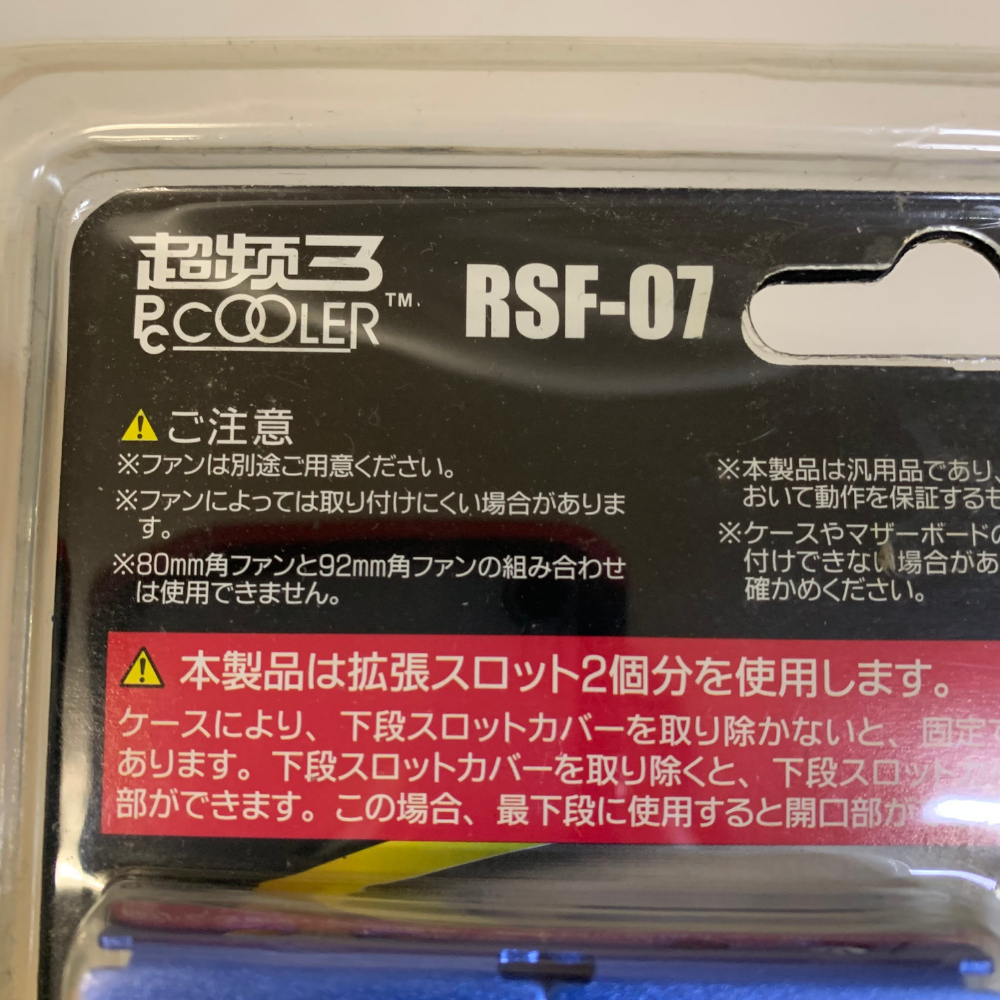 超频3
PCCOOLER™
RSF-07
⚠ご注意
※ファンは別途ご用意ください。
※ファンによっては取り付けにくい場合がありま
す。
※80mm角ファンと92mm角ファンの組み合わせ
は使用できません。
※本製品は汎用品であり、
おいて動作を保証する
※ケースやマザーボードの
付けできない場合があ
確かめください。
⚠本製品は拡張スロット2個分を使用します。
ケースにより、下段スロットカバーを取り除かないと、固定
あります。下段スロットカバーを取り除くと、下段スロット
部ができます。この場合、最下段に使用すると開口部が